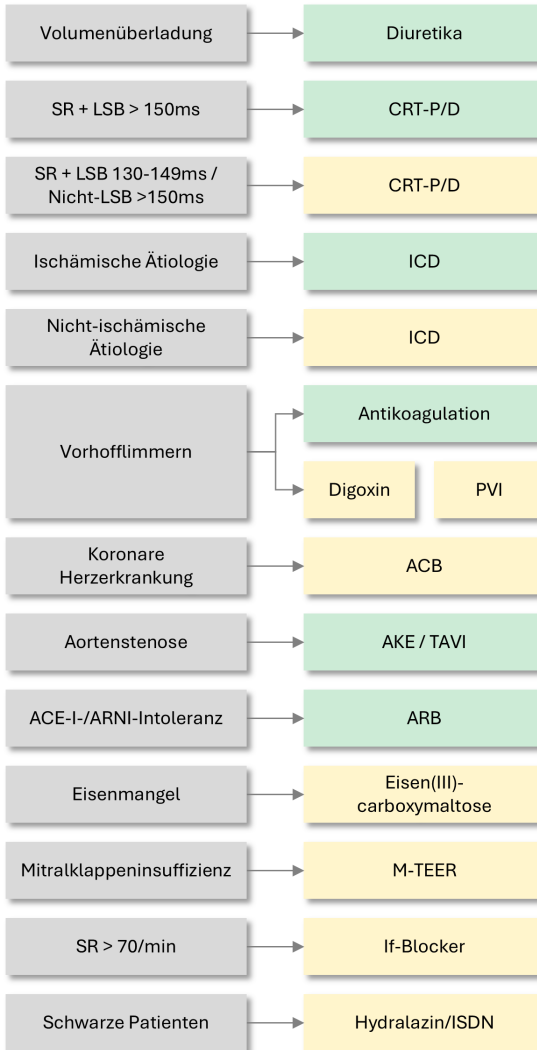 Volumenüberladung
Diuretika
SR + LSB > 150ms
CRT-P/D
SR + LSB 130-149ms /
Nicht-LSB >150ms
CRT-P/D
Ischämische Ätiologie
ICD
Nicht-ischämische
Ätiologie
ICD
Vorhofflimmern
Antikoagulation
Digoxin
PVI
Koronare
Herzerkrankung
ACB
Aortenstenose
AKE / TAVI
ACE-I-/ARNI-Intoleranz
ARB
Eisenmangel
Eisen(III)-
carboxymaltose
Mitralklappeninsuffizienz
M-TEER
SR > 70/min
If-Blocker
Schwarze Patienten
Hydralazin/ISDN